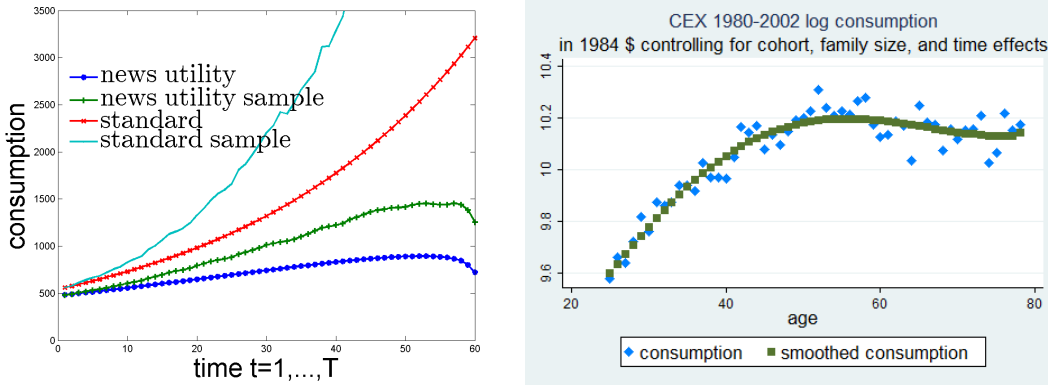 3500
3000
2500
2000
1500
1000
500
0
consumption
news utility
news utility sample
standard
standard sample
0 10 20 30 40 50 60
time t=1,...,T
CEX 1980-2002 log consumption
in 1984 $ controlling for cohort, family size, and time effects
10.4
10.2
10
9.8
9.6
20 40 60 80
age
consumption smoothed consumption